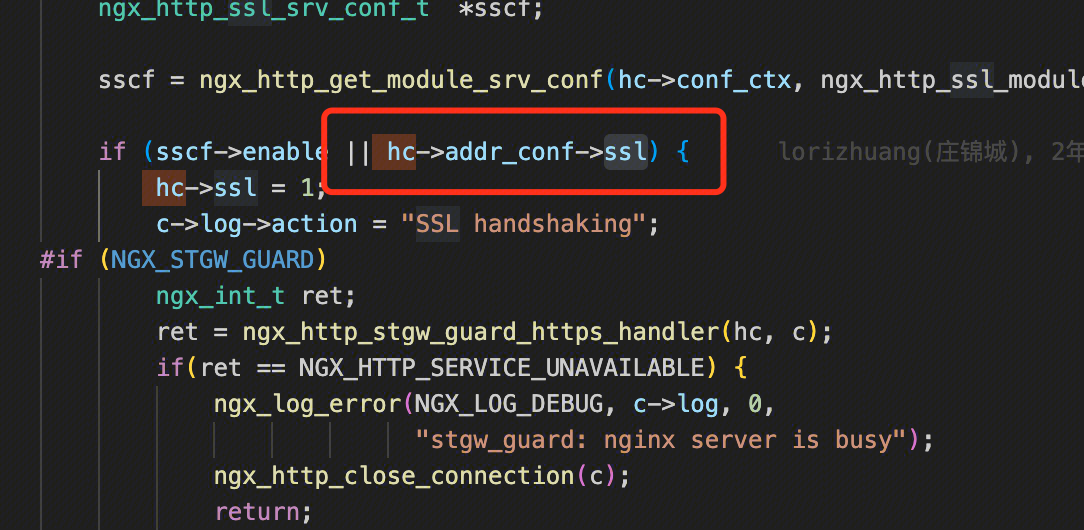 ngx_http_ssl_srv_conf_t *sscf;
sscf = ngx_http_get_module_srv_conf(hc->conf_ctx, ngx_http_ssl_module
if (sscf->enable || hc->addr_conf->ssl) { lorizhuang(庄锦城), 2年
hc->ssl = 1;
c->log->action = "SSL handshaking";
#if (NGX_STGW_GUARD)
ngx_int_t ret;
ret = ngx_http_stgw_guard_https_handler(hc, c);
if(ret == NGX_HTTP_SERVICE_UNAVAILABLE) {
ngx_log_error(NGX_LOG_DEBUG, c->log, 0,
"stgw_guard: nginx server is busy");
ngx_http_close_connection(c);
return;